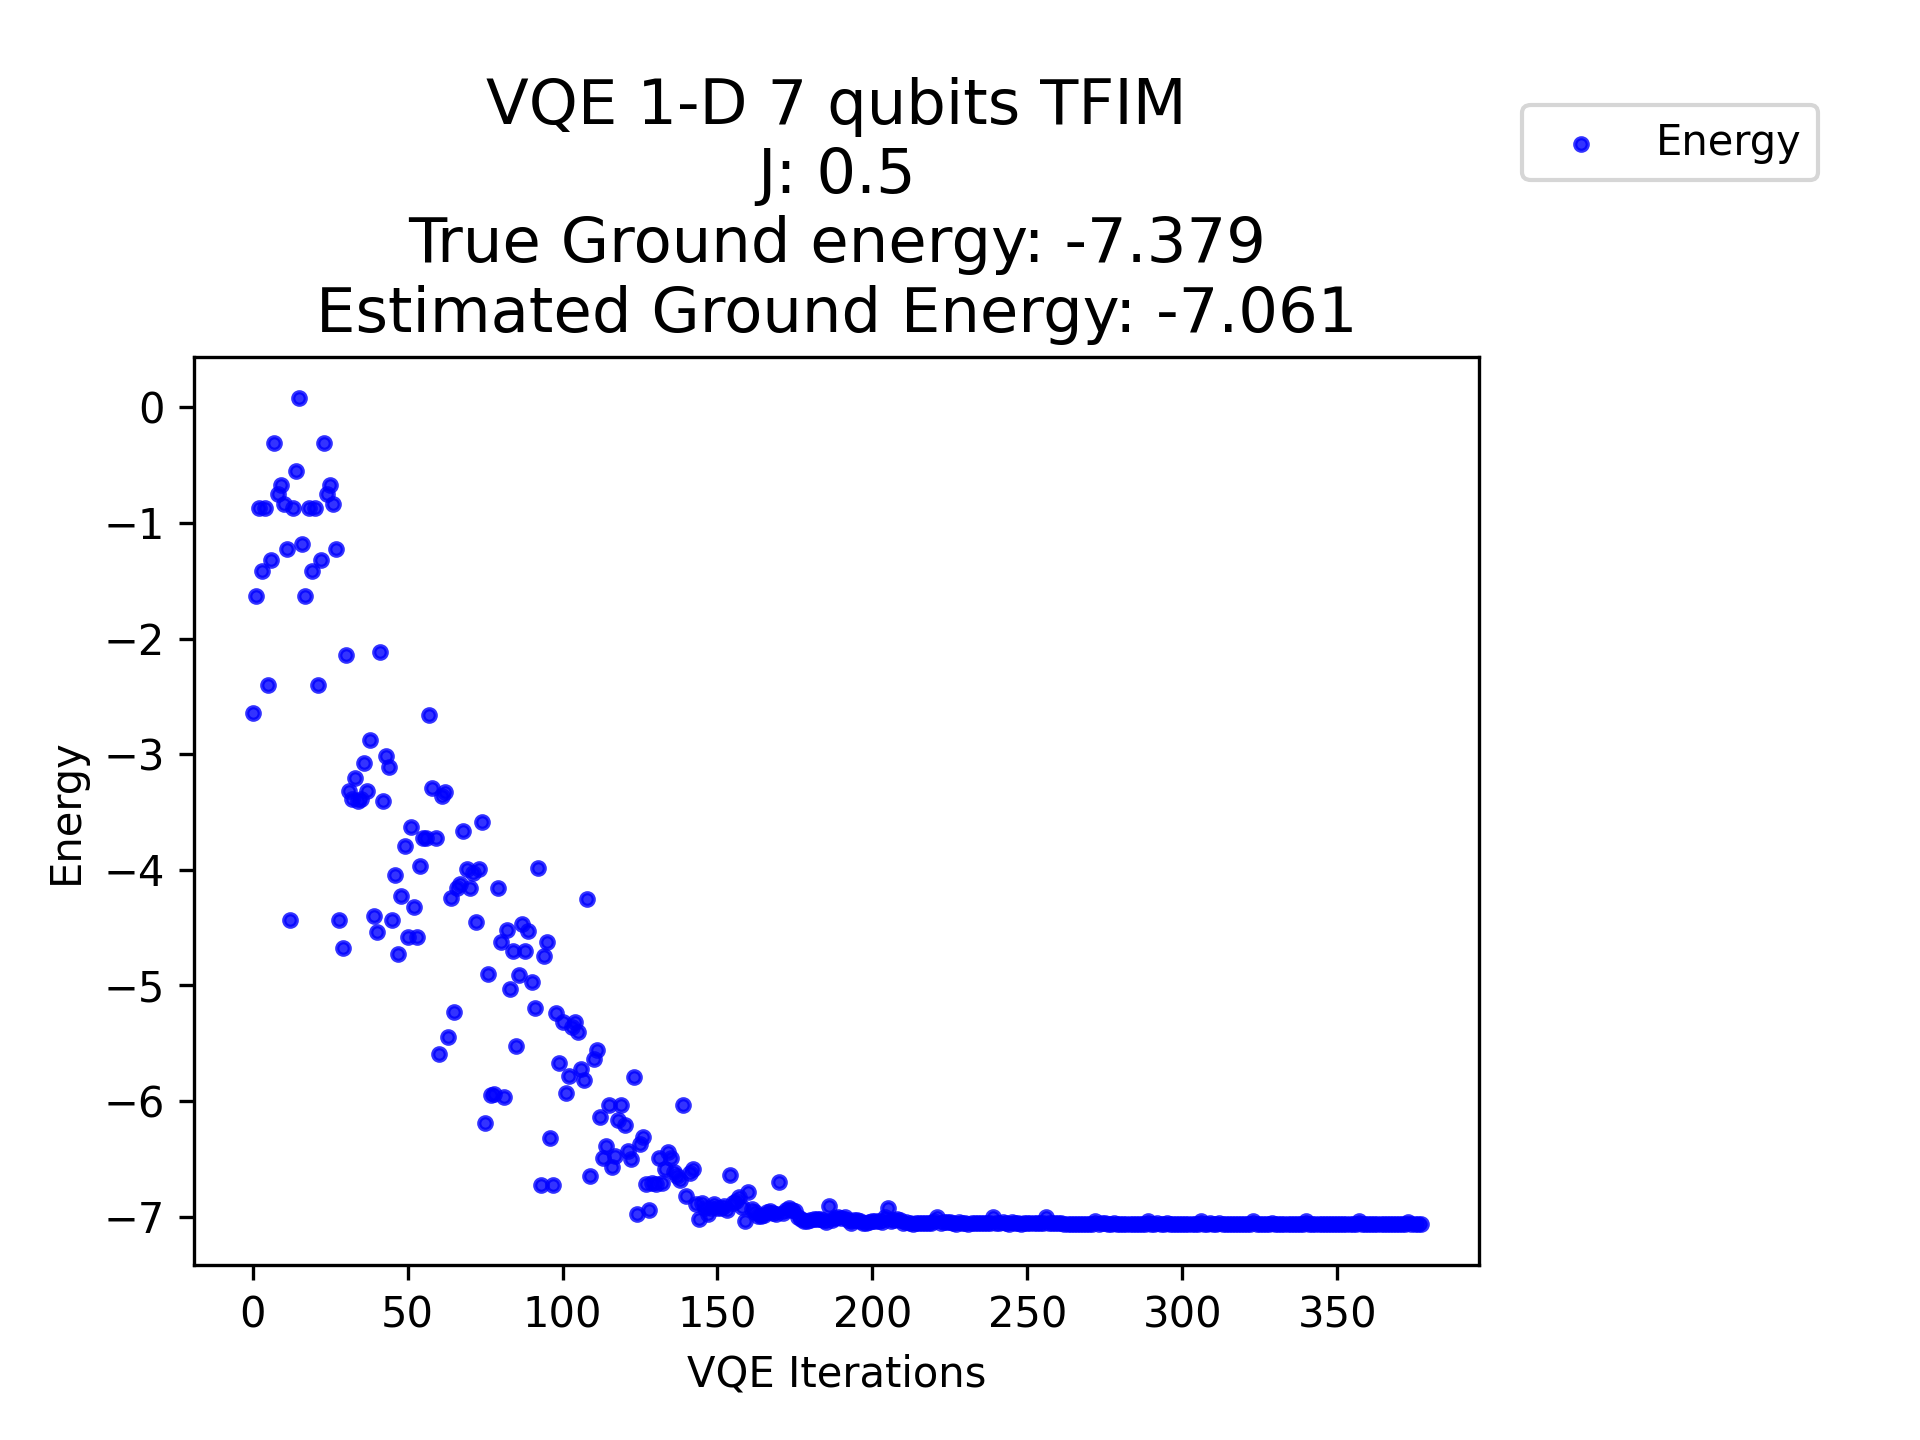 VQE 1-D 7 qubits TFIM
J: 0.5
True Ground energy: -7.379
Estimated Ground Energy: -7.061
Energy
0
−1
−2
−3
−4
−5
−6
−7
Energy
0
50
100
150
200
250
300
350
VQE Iterations